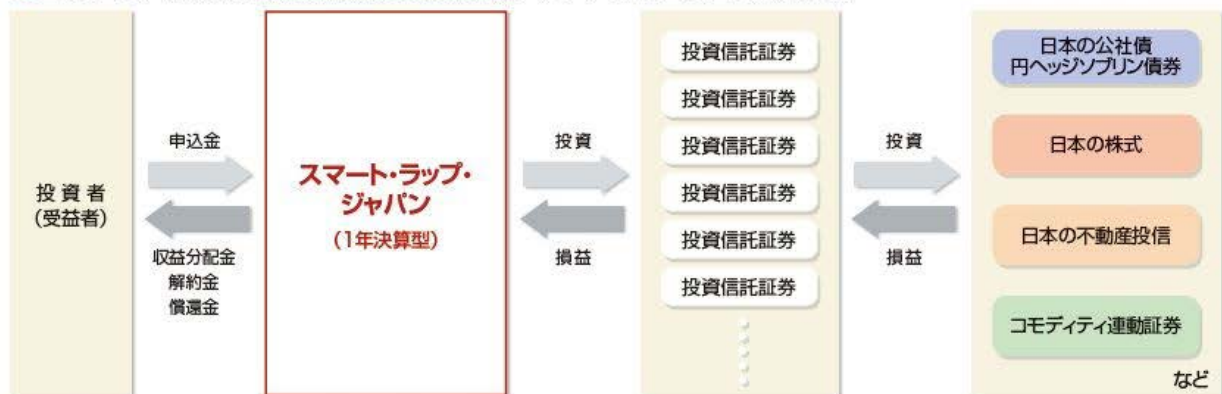 投資者
(受益者)
申込金
収益分配金
解約金
償還金
スマート・ラップ・
ジャパン
(1年決算型)
投資
損益
投資信託証券
投資信託証券
投資信託証券
投資信託証券
投資信託証券
投資信託証券
投資
損益
日本の公社債
円ヘッジソブリン債券
日本の株式
日本の不動産投信
コモディティ連動証券
など